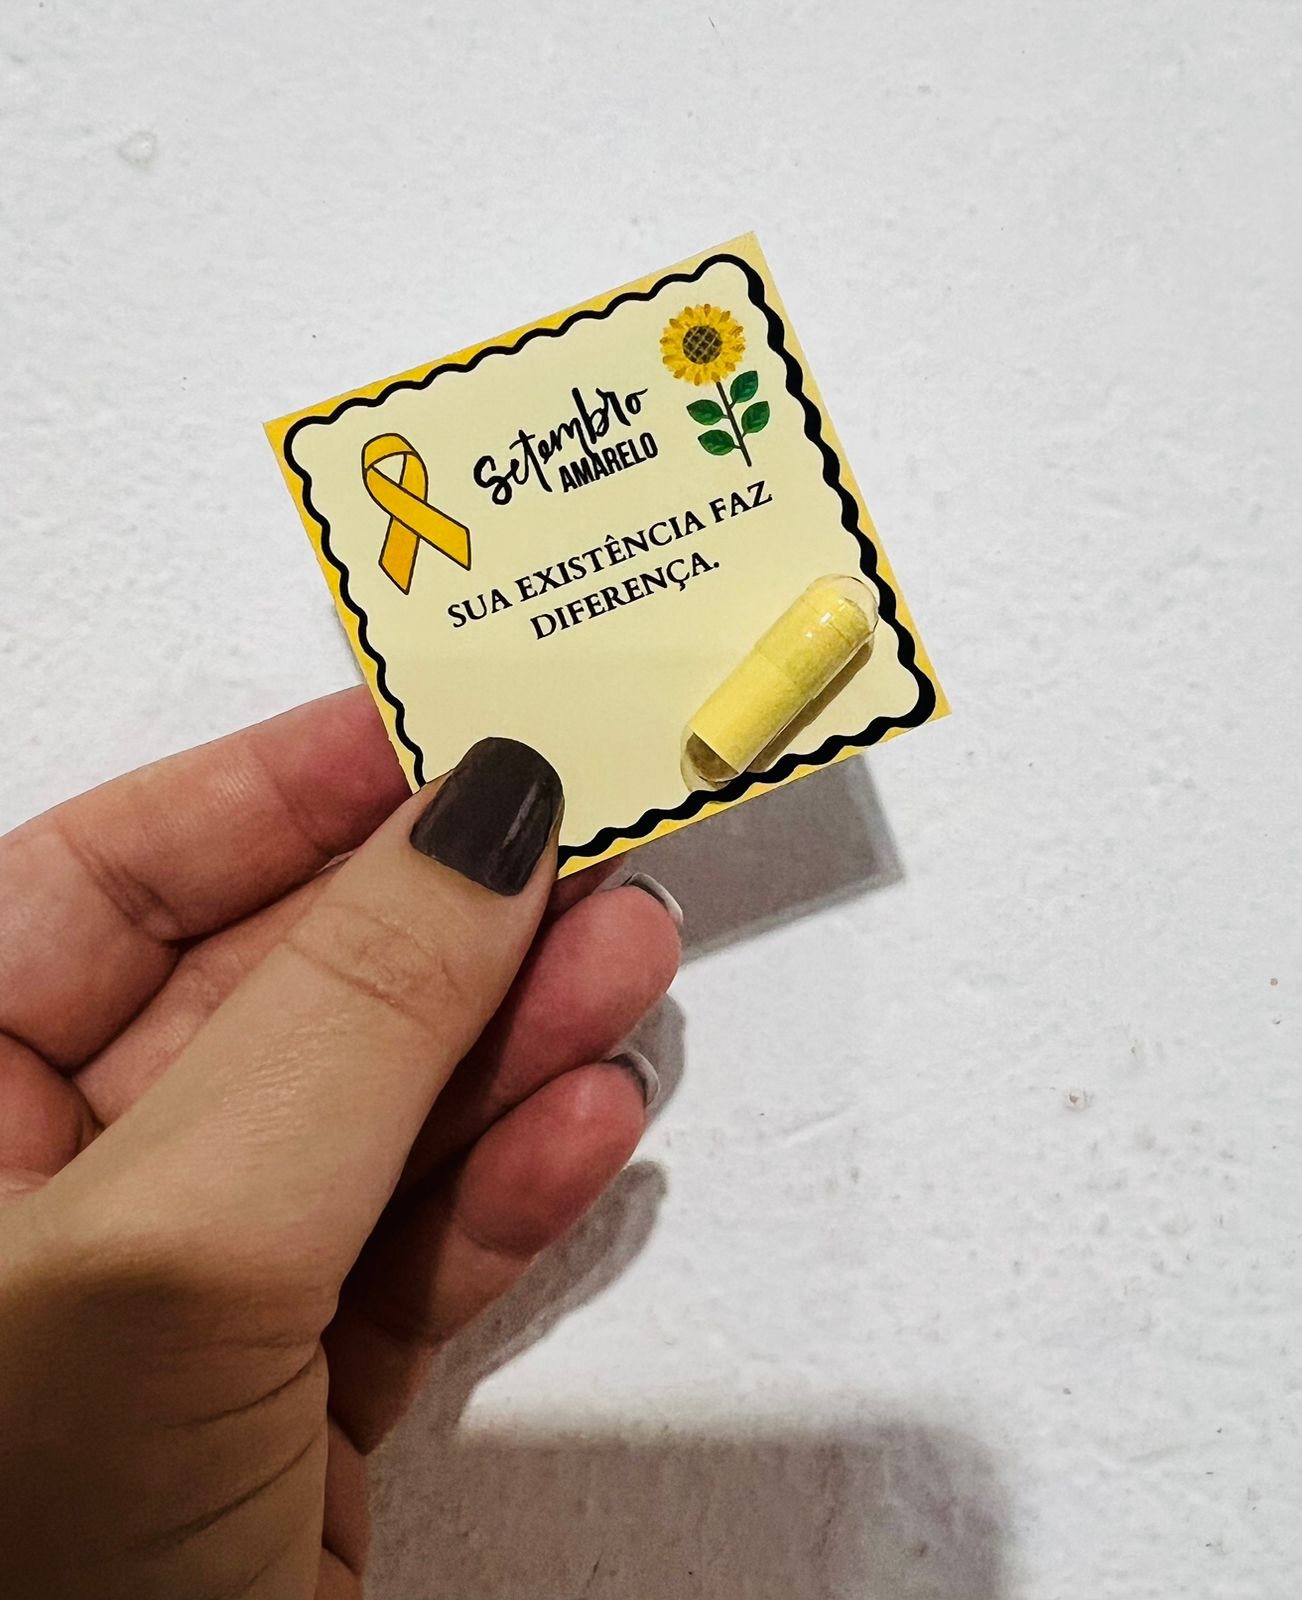 Setembro
AMARELO
SUA EXISTÊNCIA FAZ
DIFERENÇA.